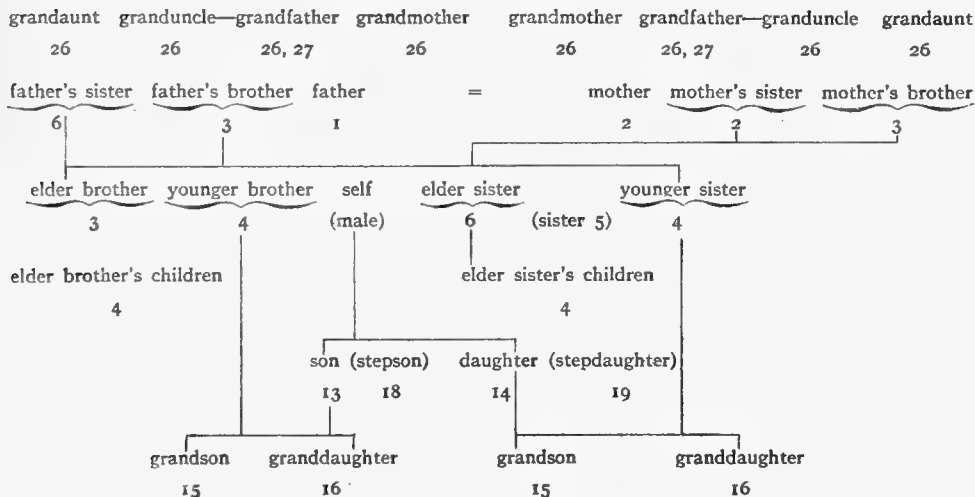 grandaunt granduncle—grandfather grandmother grandmother grandfather—granduncle grandaunt
26 26 26, 27 26 26 26, 27 26 26
father's sister father's brother father = mother mother's sister mother's brother
6 3 1 2 2 3
elder brother younger brother self elder sister younger sister
3 4 (male) 6 (sister 5) 4
elder brother's children elder sister's children
4 4
son (stepson) daughter (stepdaughter)
13 18 14 19
grandson granddaughter grandson granddaughter
15 16 15 16